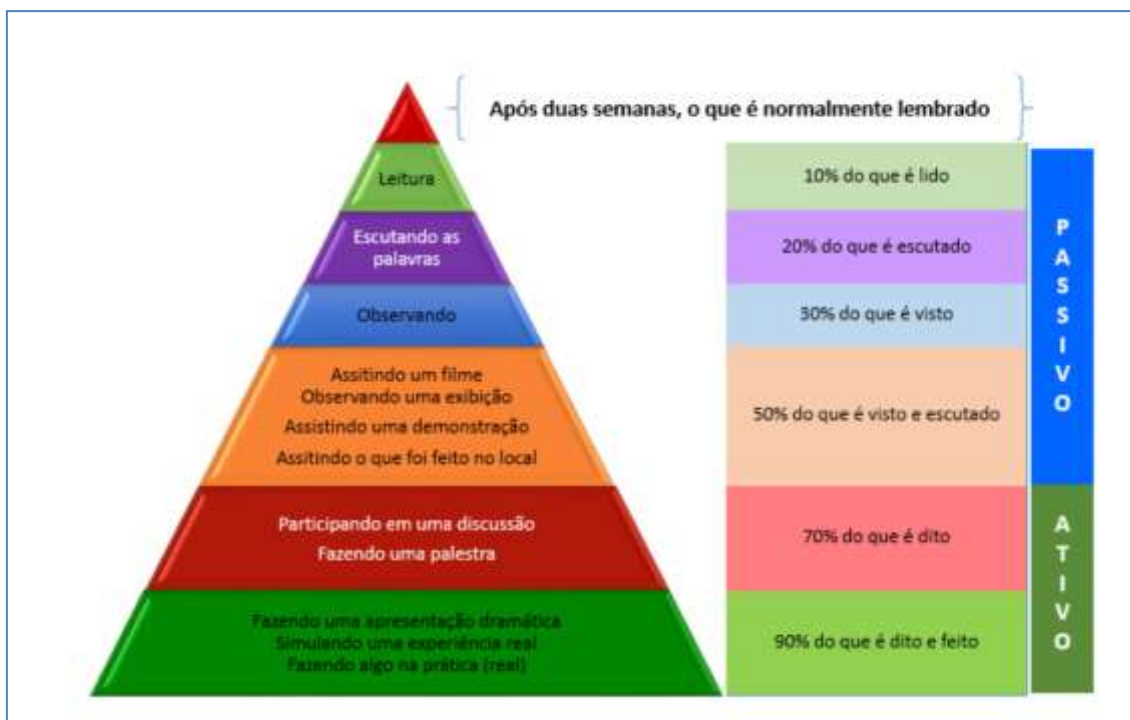 Após duas semanas, o que é normalmente lembrado
Leitura
10% do que é lido
Escutando as
palavras
20% do que é escutado
Observando
30% do que é visto
Assitindo um filme
Observando uma exibição
Assistindo uma demonstração
Assitindo o que foi feito no local
50% do que é visto e escutado
PASSIVO
Participando em uma discussão
Fazendo uma palestra
70% do que é dito
Fazendo uma apresentação dramática
Simulando uma experiência real
Fazendo algo na prática (real)
90% do que é dito e feito
ATIVO